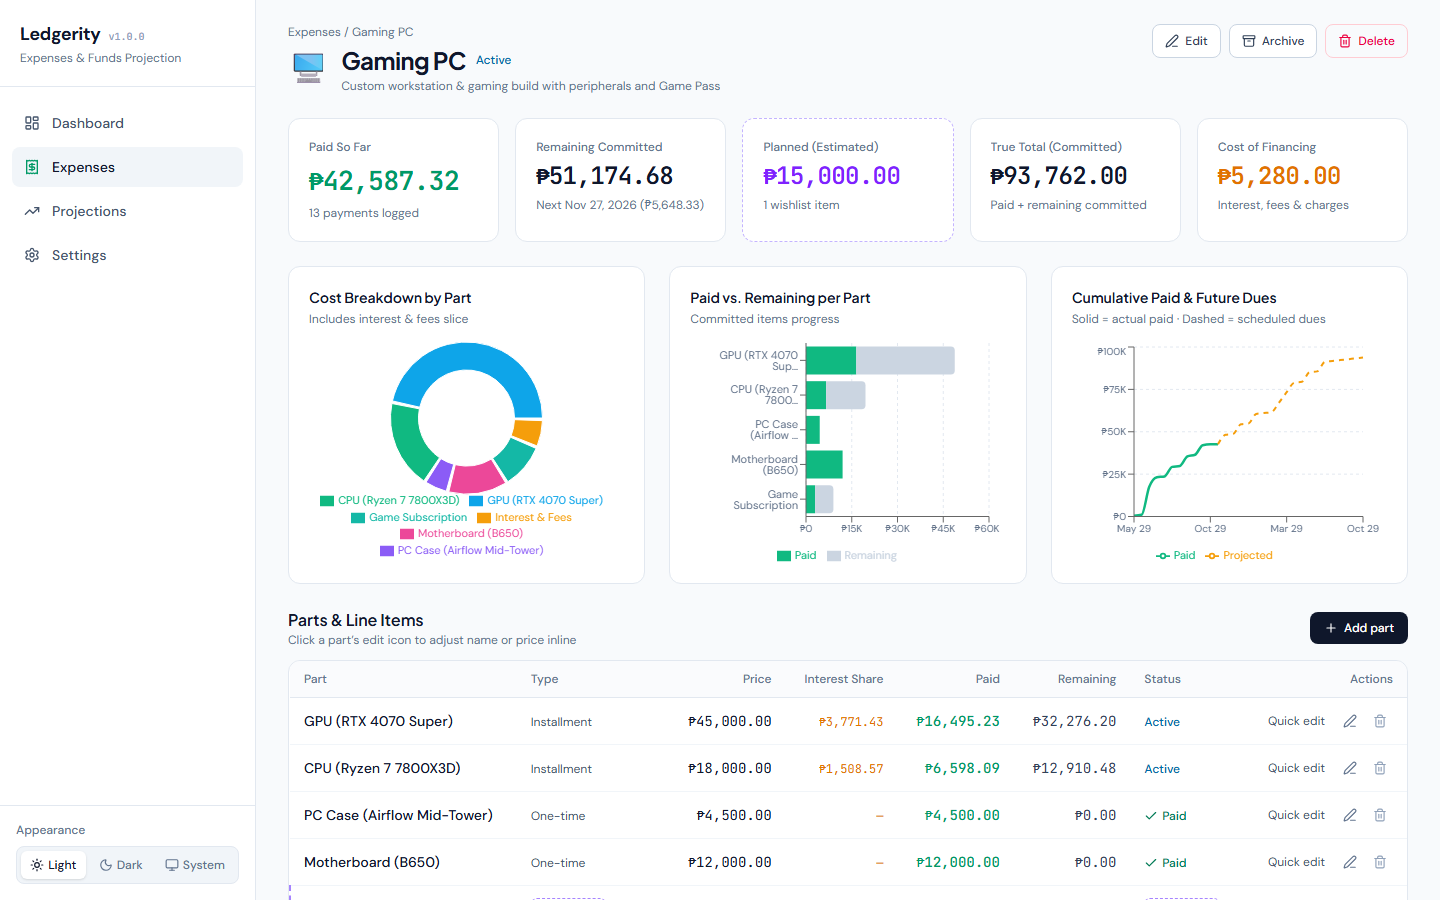 Ledgerity v1.0.0
Expenses & Funds Projection
Dashboard
Expenses
Projections
Settings
Appearance
Light
Dark
System
Expenses / Gaming PC
Gaming PC Active
Custom workstation & gaming build with peripherals and Game Pass
Edit
Archive
Delete
Paid So Far
₱42,587.32
13 payments logged
Remaining Committed
₱51,174.68
Next Nov 27, 2026 (₱5,648.33)
Planned (Estimated)
₱15,000.00
1 wishlist item
True Total (Committed)
₱93,762.00
Paid + remaining committed
Cost of Financing
₱5,280.00
Interest, fees & charges
Cost Breakdown by Part
Includes interest & fees slice
CPU (Ryzen 7 7800X3D) GPU (RTX 4070 Super)
Game Subscription Interest & Fees
Motherboard (B650)
PC Case (Airflow Mid-Tower)
Paid vs. Remaining per Part
Committed items progress
GPU (RTX 4070
Sup...
CPU (Ryzen 7
7800...
PC Case
(Airflow ...
Motherboard
(B650)
Game
Subscription
₱0 ₱15K ₱30K ₱45K ₱60K
Paid Remaining
Cumulative Paid & Future Dues
Solid = actual paid · Dashed = scheduled dues
₱100K
₱75K
₱50K
₱25K
₱0
May 29 Oct 29 Mar 29 Oct 29
Paid Projected
Parts & Line Items
Click a part's edit icon to adjust name or price inline
Add part
Part Type Price Interest Share Paid Remaining Status Actions
GPU (RTX 4070 Super) Installment ₱45,000.00 ₱3,771.43 ₱16,495.23 ₱32,276.20 Active Quick edit
CPU (Ryzen 7 7800X3D) Installment ₱18,000.00 ₱1,508.57 ₱6,598.09 ₱12,910.48 Active Quick edit
PC Case (Airflow Mid-Tower) One-time ₱4,500.00 — ₱4,500.00 ₱0.00 Paid Quick edit
Motherboard (B650) One-time ₱12,000.00 — ₱12,000.00 ₱0.00 Paid Quick edit